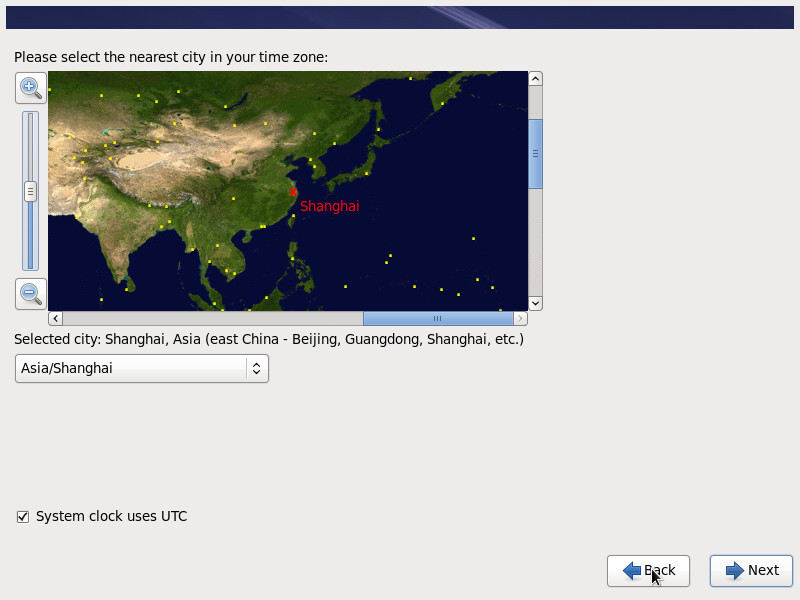 Please select the nearest city in your time zone:
Shanghai
Selected city: Shanghai, Asia (east China - Beijing, Guangdong, Shanghai, etc.)
Asia/Shanghai
System clock uses UTC
Back
Next